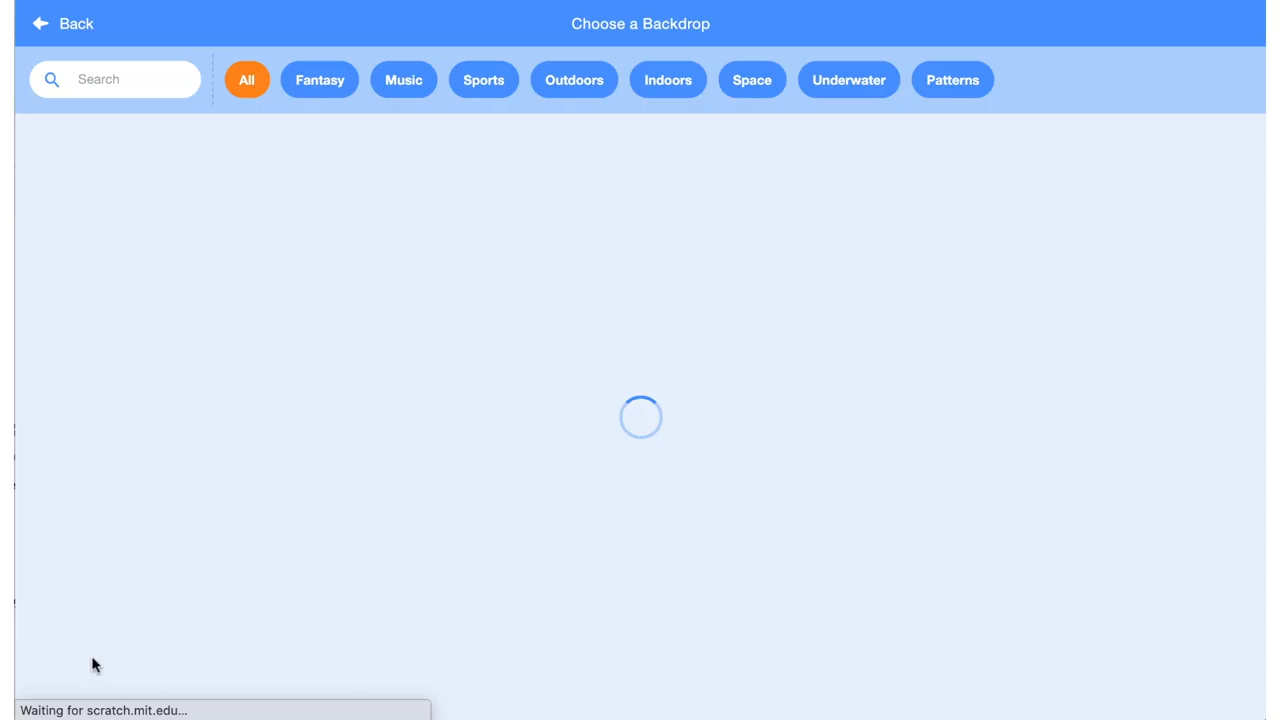 Back
Choose a Backdrop
Search
All
Fantasy
Music
Sports
Outdoors
Indoors
Space
Underwater
Patterns
Waiting for scratch.mit.edu...